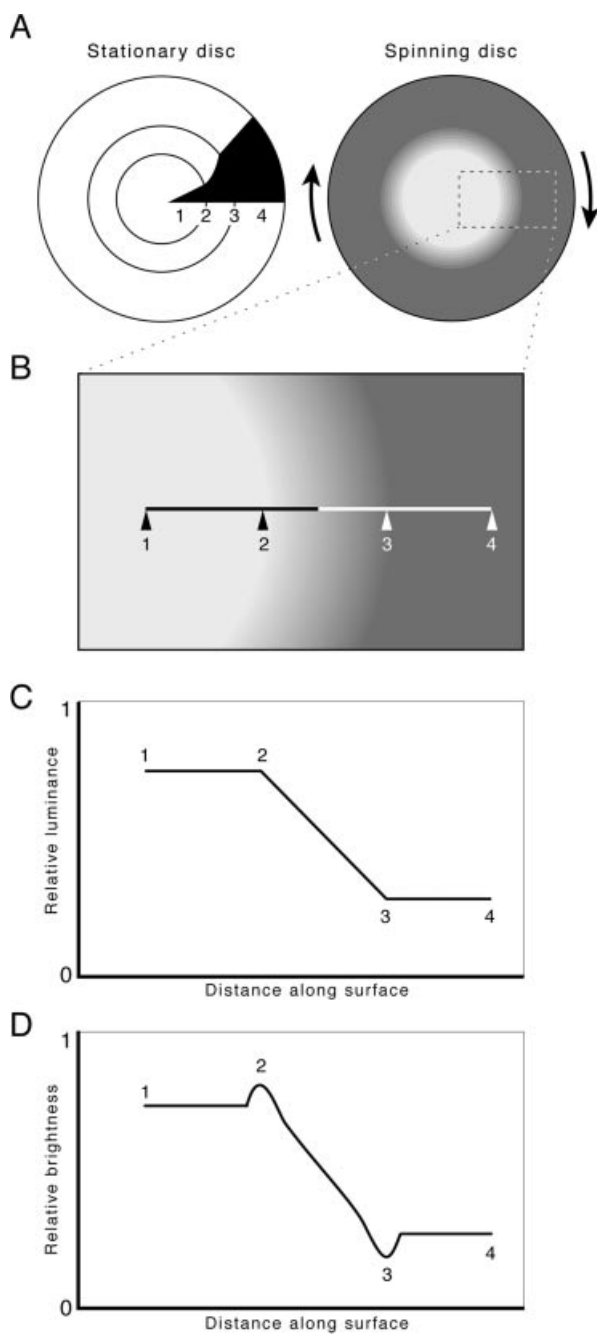 A
Stationary disc
Spinning disc
1 2 3 4
B
1
2
3
4
C
1
Relative luminance
0
1
2
3
4
Distance along surface
D
1
Relative brightness
0
1
2
3
4
Distance along surface